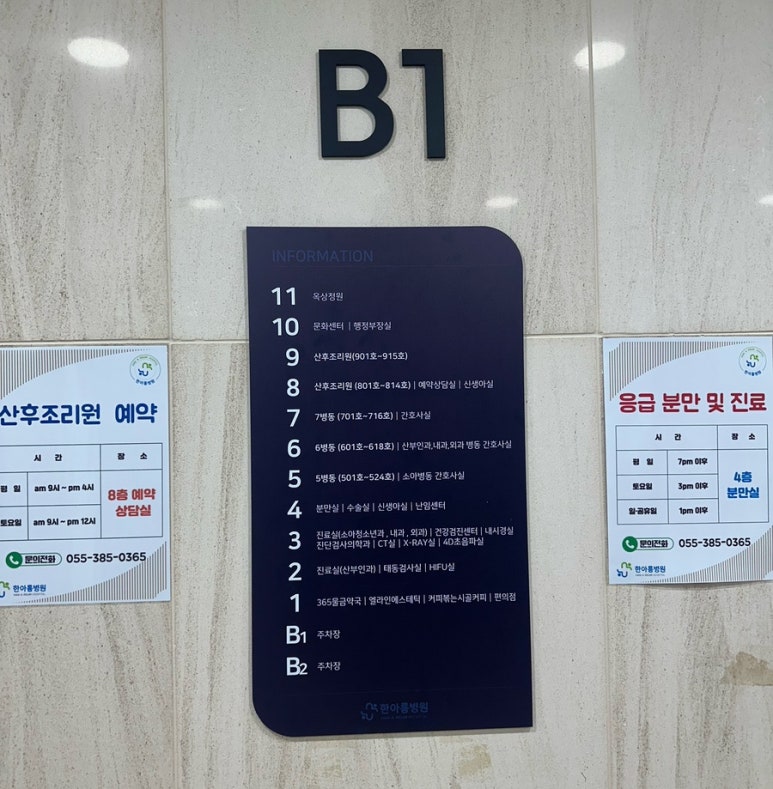 B1
INFORMATION
11 옥상정원
10 문화센터 | 행정부장실
9 산후조리원(901호~915호)
8 산후조리원 (801호~814호) | 예약상담실 | 신생아실
7 7병동 (701호~716호) | 간호사실
6 6병동 (601호~618호) | 산부인과,내과,외과 병동 간호사실
5 5병동 (501호~524호) | 소아병동 간호사실
4 분만실 | 수술실 | 신생아실 | 난임센터
3 진료실(소아청소년과, 내과, 외과) | 건강검진센터 | 내시경실
진단검사의학과 | CT실 | X-RAY실 | 4D초음파실
2 진료실(산부인과) | 태동검사실 | HIFU실
1 365물금약국 | 엘라인에스테틱 | 커피볶는시골커피 | 편의점
B1 주차장
B2 주차장
한아름병원
한아름병원
산후조리원 예약
시 간 장 소
평 일 am 9시 ~ pm 4시
8층 예약
상담실
토요일 am 9시 ~ pm 12시
문의전화 055-385-0365
한아름병원
한아름병원
응급 분만 및 진료
시 간 장 소
평 일 7pm 이후
토요일 3pm 이후
4층
분만실
일·공휴일 1pm 이후
문의전화 055-385-0365
한아름병원